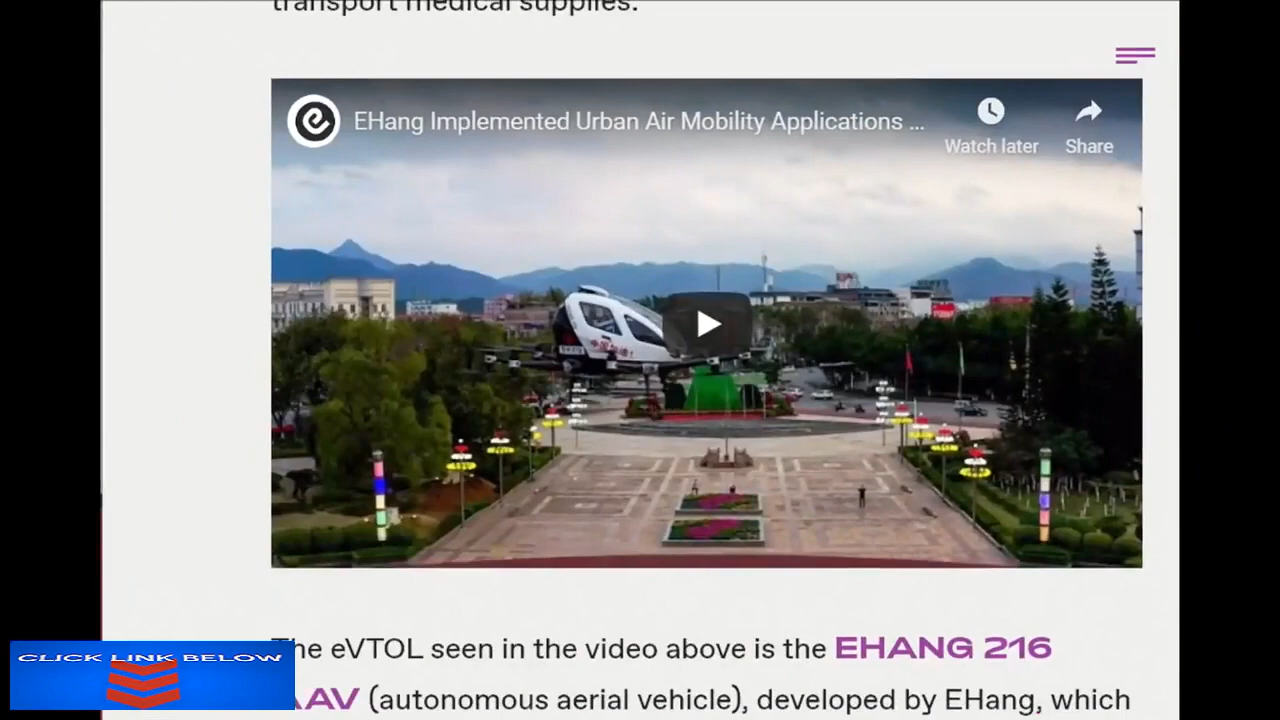 transport medical supplies.
EHang Implemented Urban Air Mobility Applications ...
Watch later
Share
The eVTOL seen in the video above is the EHANG 216
AAV (autonomous aerial vehicle), developed by EHang, which
CLICK LINK BELOW